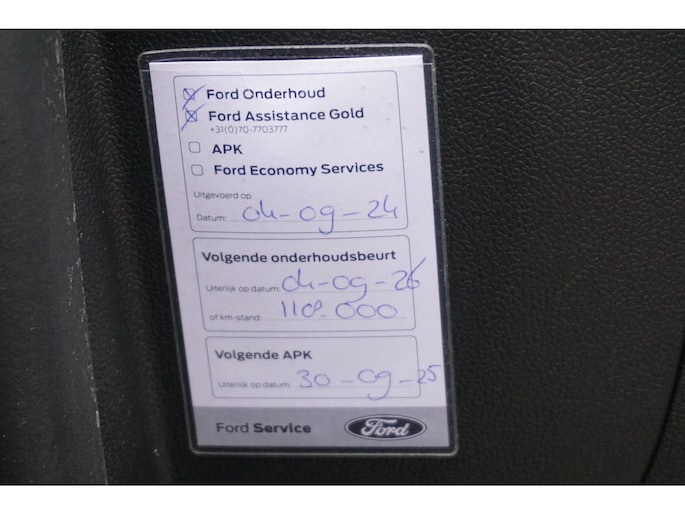 Ford Onderhoud
Ford Assistance Gold
+31(0)70-7703777
APK
Ford Economy Services
Uitgevoerd op
Datum: 04-09-24
Volgende onderhoudsbeurt
Uiterlijk op datum: 04-09-26
of km-stand: 118.000
Volgende APK
Uiterlijk op datum: 30-09-25
Ford Service Ford